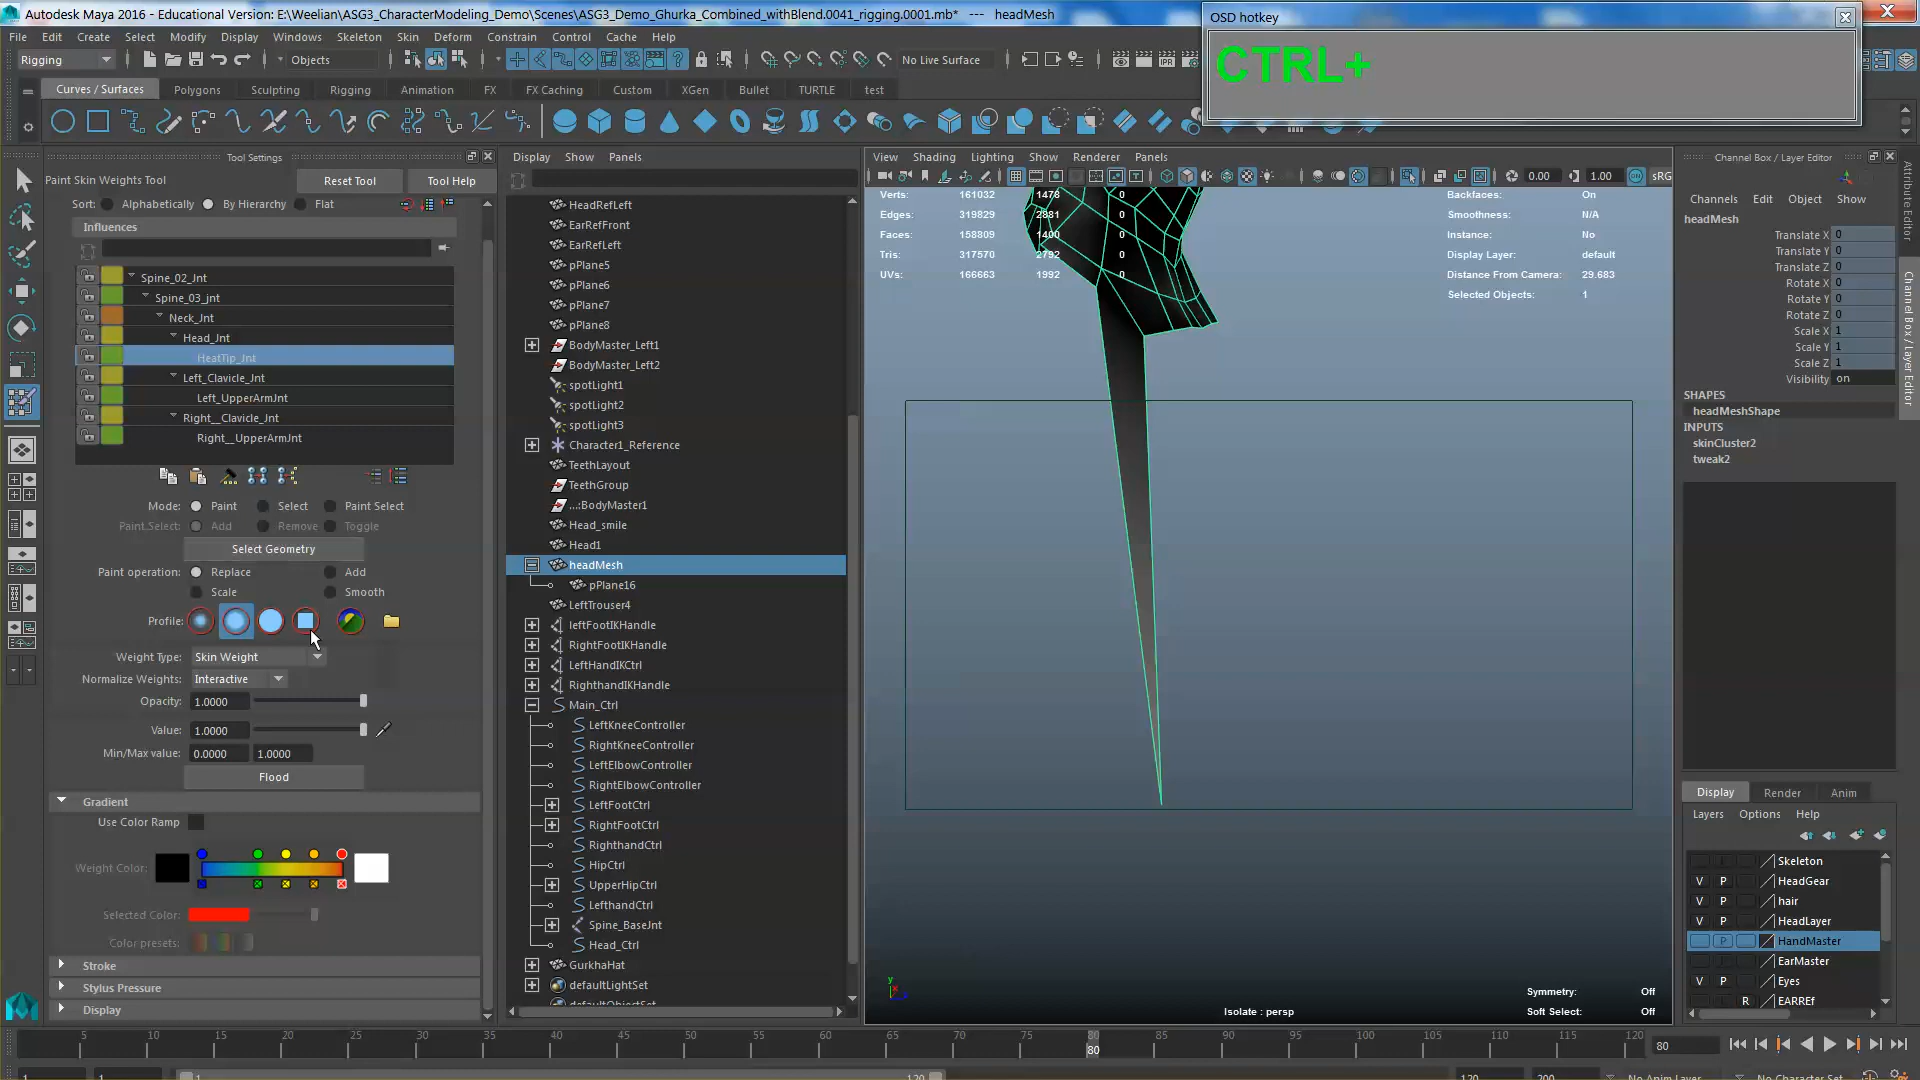 Autodesk Maya 2016 - Educational Version: E:\Weelian\ASG3_CharacterModeling_Demo\Scenes\ASG3_Demo_Ghurka_Combined_withBlend.0041_rigging.0001.mb* --- headMesh
OSD hotkey
CTRL+
File Edit Create Select Modify Display Windows Skeleton Skin Deform Constrain Control Cache Help
Rigging Objects No Live Surface
Curves / Surfaces Polygons Sculpting Rigging Animation FX FX Caching Custom XGen Bullet TURTLE test
Tool Settings
Paint Skin Weights Tool Reset Tool Tool Help
Sort: Alphabetically By Hierarchy Flat
Influences
Spine_02_Jnt
Spine_03_jnt
Neck_Jnt
Head_Jnt
HeatTip_Jnt
Left_Clavicle_Jnt
Left_UpperArmJnt
Right__Clavicle_Jnt
Right__UpperArmJnt
Mode: Paint Select Paint Select
Paint Select: Add Remove Toggle
Select Geometry
Paint operation: Replace Add
Scale Smooth
Profile:
Weight Type: Skin Weight
Normalize Weights: Interactive
Opacity: 1.0000
Value: 1.0000
Min/Max value: 0.0000 1.0000
Flood
Gradient
Use Color Ramp
Weight Color:
Selected Color:
Color presets:
Stroke
Stylus Pressure
Display
Display Show Panels
HeadRefLeft
EarRefFront
EarRefLeft
pPlane5
pPlane6
pPlane7
pPlane8
BodyMaster_Left1
BodyMaster_Left2
spotLight1
spotLight2
spotLight3
Character1_Reference
TeethLayout
TeethGroup
...:BodyMaster1
Head_smile
Head1
headMesh
pPlane16
LeftTrouser4
leftFootIKHandle
RightFootIKHandle
LeftHandIKCtrl
RighthandIKHandle
Main_Ctrl
LeftKneeController
RightKneeController
LeftElbowController
RightElbowController
LeftFootCtrl
RightFootCtrl
RighthandCtrl
HipCtrl
UpperHipCtrl
LefthandCtrl
Spine_BaseJnt
Head_Ctrl
GurkhaHat
defaultLightSet
defaultObjectSet
View Shading Lighting Show Renderer Panels
0.00 1.00 sRG
Verts: 161032 1478 0
Edges: 319829 2881 0
Faces: 158809 1400 0
Tris: 317570 2792 0
UVs: 166663 1992 0
Backfaces: On
Smoothness: N/A
Instance: No
Display Layer: default
Distance From Camera: 29.683
Selected Objects: 1
Symmetry: Off
Soft Select: Off
Isolate : persp
Channel Box / Layer Editor
Channels Edit Object Show
headMesh
Translate X 0
Translate Y 0
Translate Z 0
Rotate X 0
Rotate Y 0
Rotate Z 0
Scale X 1
Scale Y 1
Scale Z 1
Visibility on
SHAPES
headMeshShape
INPUTS
skinCluster2
tweak2
Display Render Anim
Layers Options Help
Skeleton
V P HeadGear
V P hair
V P HeadLayer
P HandMaster
EarMaster
V P Eyes
R EARREf
Attribute Editor
Channel Box / Layer Editor
5 10 15 20 25 30 35 40 45 50 55 60 65 70 75 80 85 90 95 100 105 110 115 120
80
80
1 1 1 120 120 200 No Anim Layer No Character Set